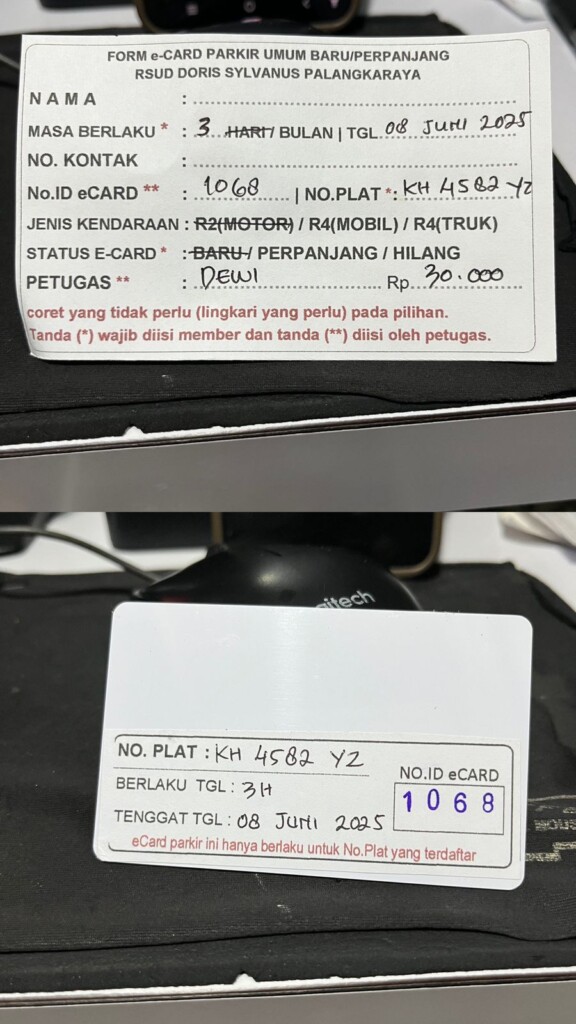 FORM e-CARD PARKIR UMUM BARU/PERPANJANG
RSUD DORIS SYLVANUS PALANGKARAYA
NAMA :
MASA BERLAKU * : 3 HARI / BULAN | TGL 08 JUNI 2025
NO. KONTAK :
No.ID eCARD ** : 1068 | NO.PLAT *: KH 4582 YZ
JENIS KENDARAAN : R2(MOTOR) / R4(MOBIL) / R4(TRUK)
STATUS E-CARD * : BARU / PERPANJANG / HILANG
PETUGAS ** : DEWI Rp. 30.000
coret yang tidak perlu (lingkari yang perlu) pada pilihan.
Tanda (*) wajib diisi member dan tanda (**) diisi oleh petugas.
gitech
NO. PLAT : KH 4582 YZ
BERLAKU TGL : 3H
TENGGAT TGL : 08 JUNI 2025
NO.ID eCARD
1068
eCard parkir ini hanya berlaku untuk No.Plat yang terdaftar